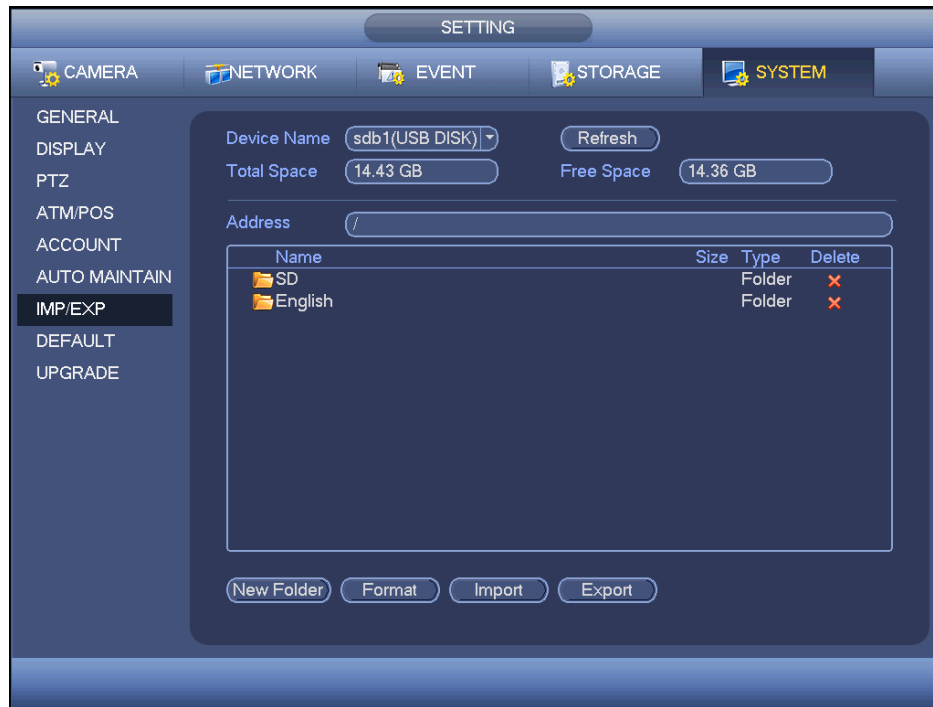 SETTING
CAMERA NETWORK EVENT STORAGE SYSTEM
GENERAL
DISPLAY
PTZ
ATM/POS
ACCOUNT
AUTO MAINTAIN
IMP/EXP
DEFAULT
UPGRADE
Device Name sdb1(USB DISK) Refresh
Total Space 14.43 GB Free Space 14.36 GB
Address /
Name Size Type Delete
SD Folder
English Folder
New Folder Format Import Export